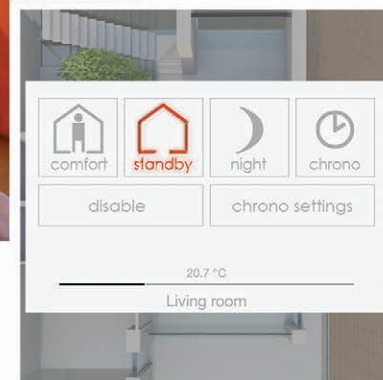 comfort standby night chrono
disable chrono settings
20.7 °C
Living room